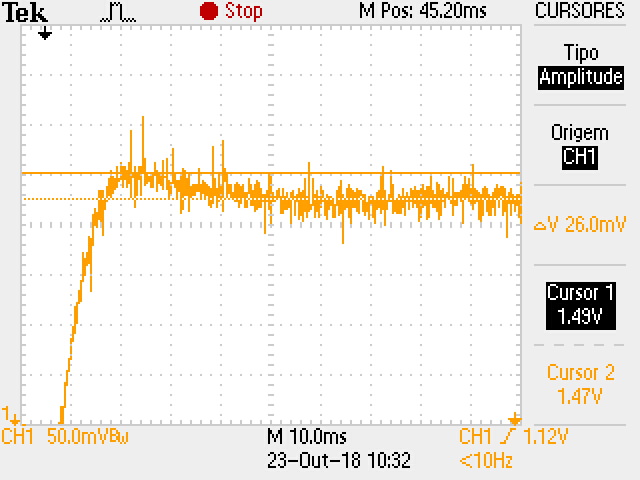 Tek Stop M Pos: 45.20ms CURSORES
Tipo
Amplitude
Origem
CH1
△V 26.0mV
Cursor 1
1.49V
Cursor 2
1.47V
1
CH1 50.0mVBW M 10.0ms CH1 1.12V
23-Out-18 10:32 <10Hz